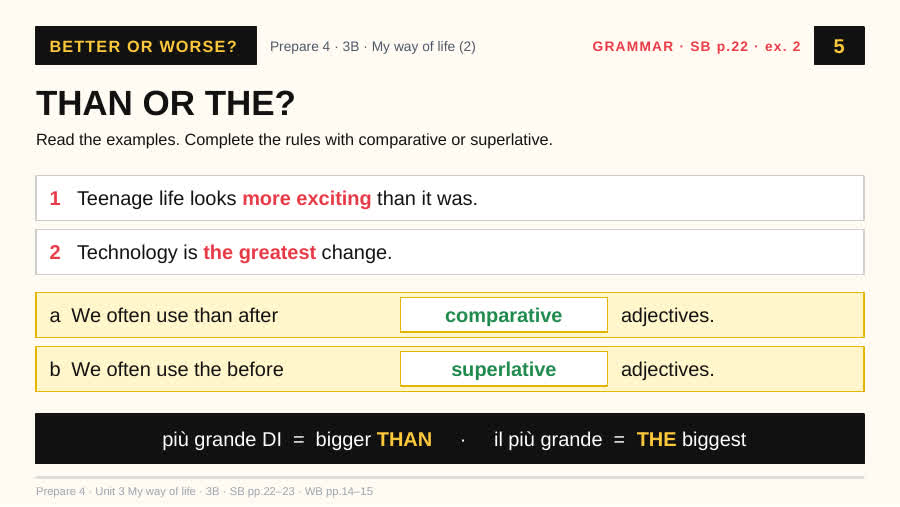 BETTER OR WORSE? Prepare 4 · 3B · My way of life (2) GRAMMAR · SB p.22 · ex. 2 5
THAN OR THE?
Read the examples. Complete the rules with comparative or superlative.
1 Teenage life looks more exciting than it was.
2 Technology is the greatest change.
a We often use than after comparative adjectives.
b We often use the before superlative adjectives.
più grande DI = bigger THAN · il più grande = THE biggest
Prepare 4 · Unit 3 My way of life · 3B · SB pp.22–23 · WB pp.14–15